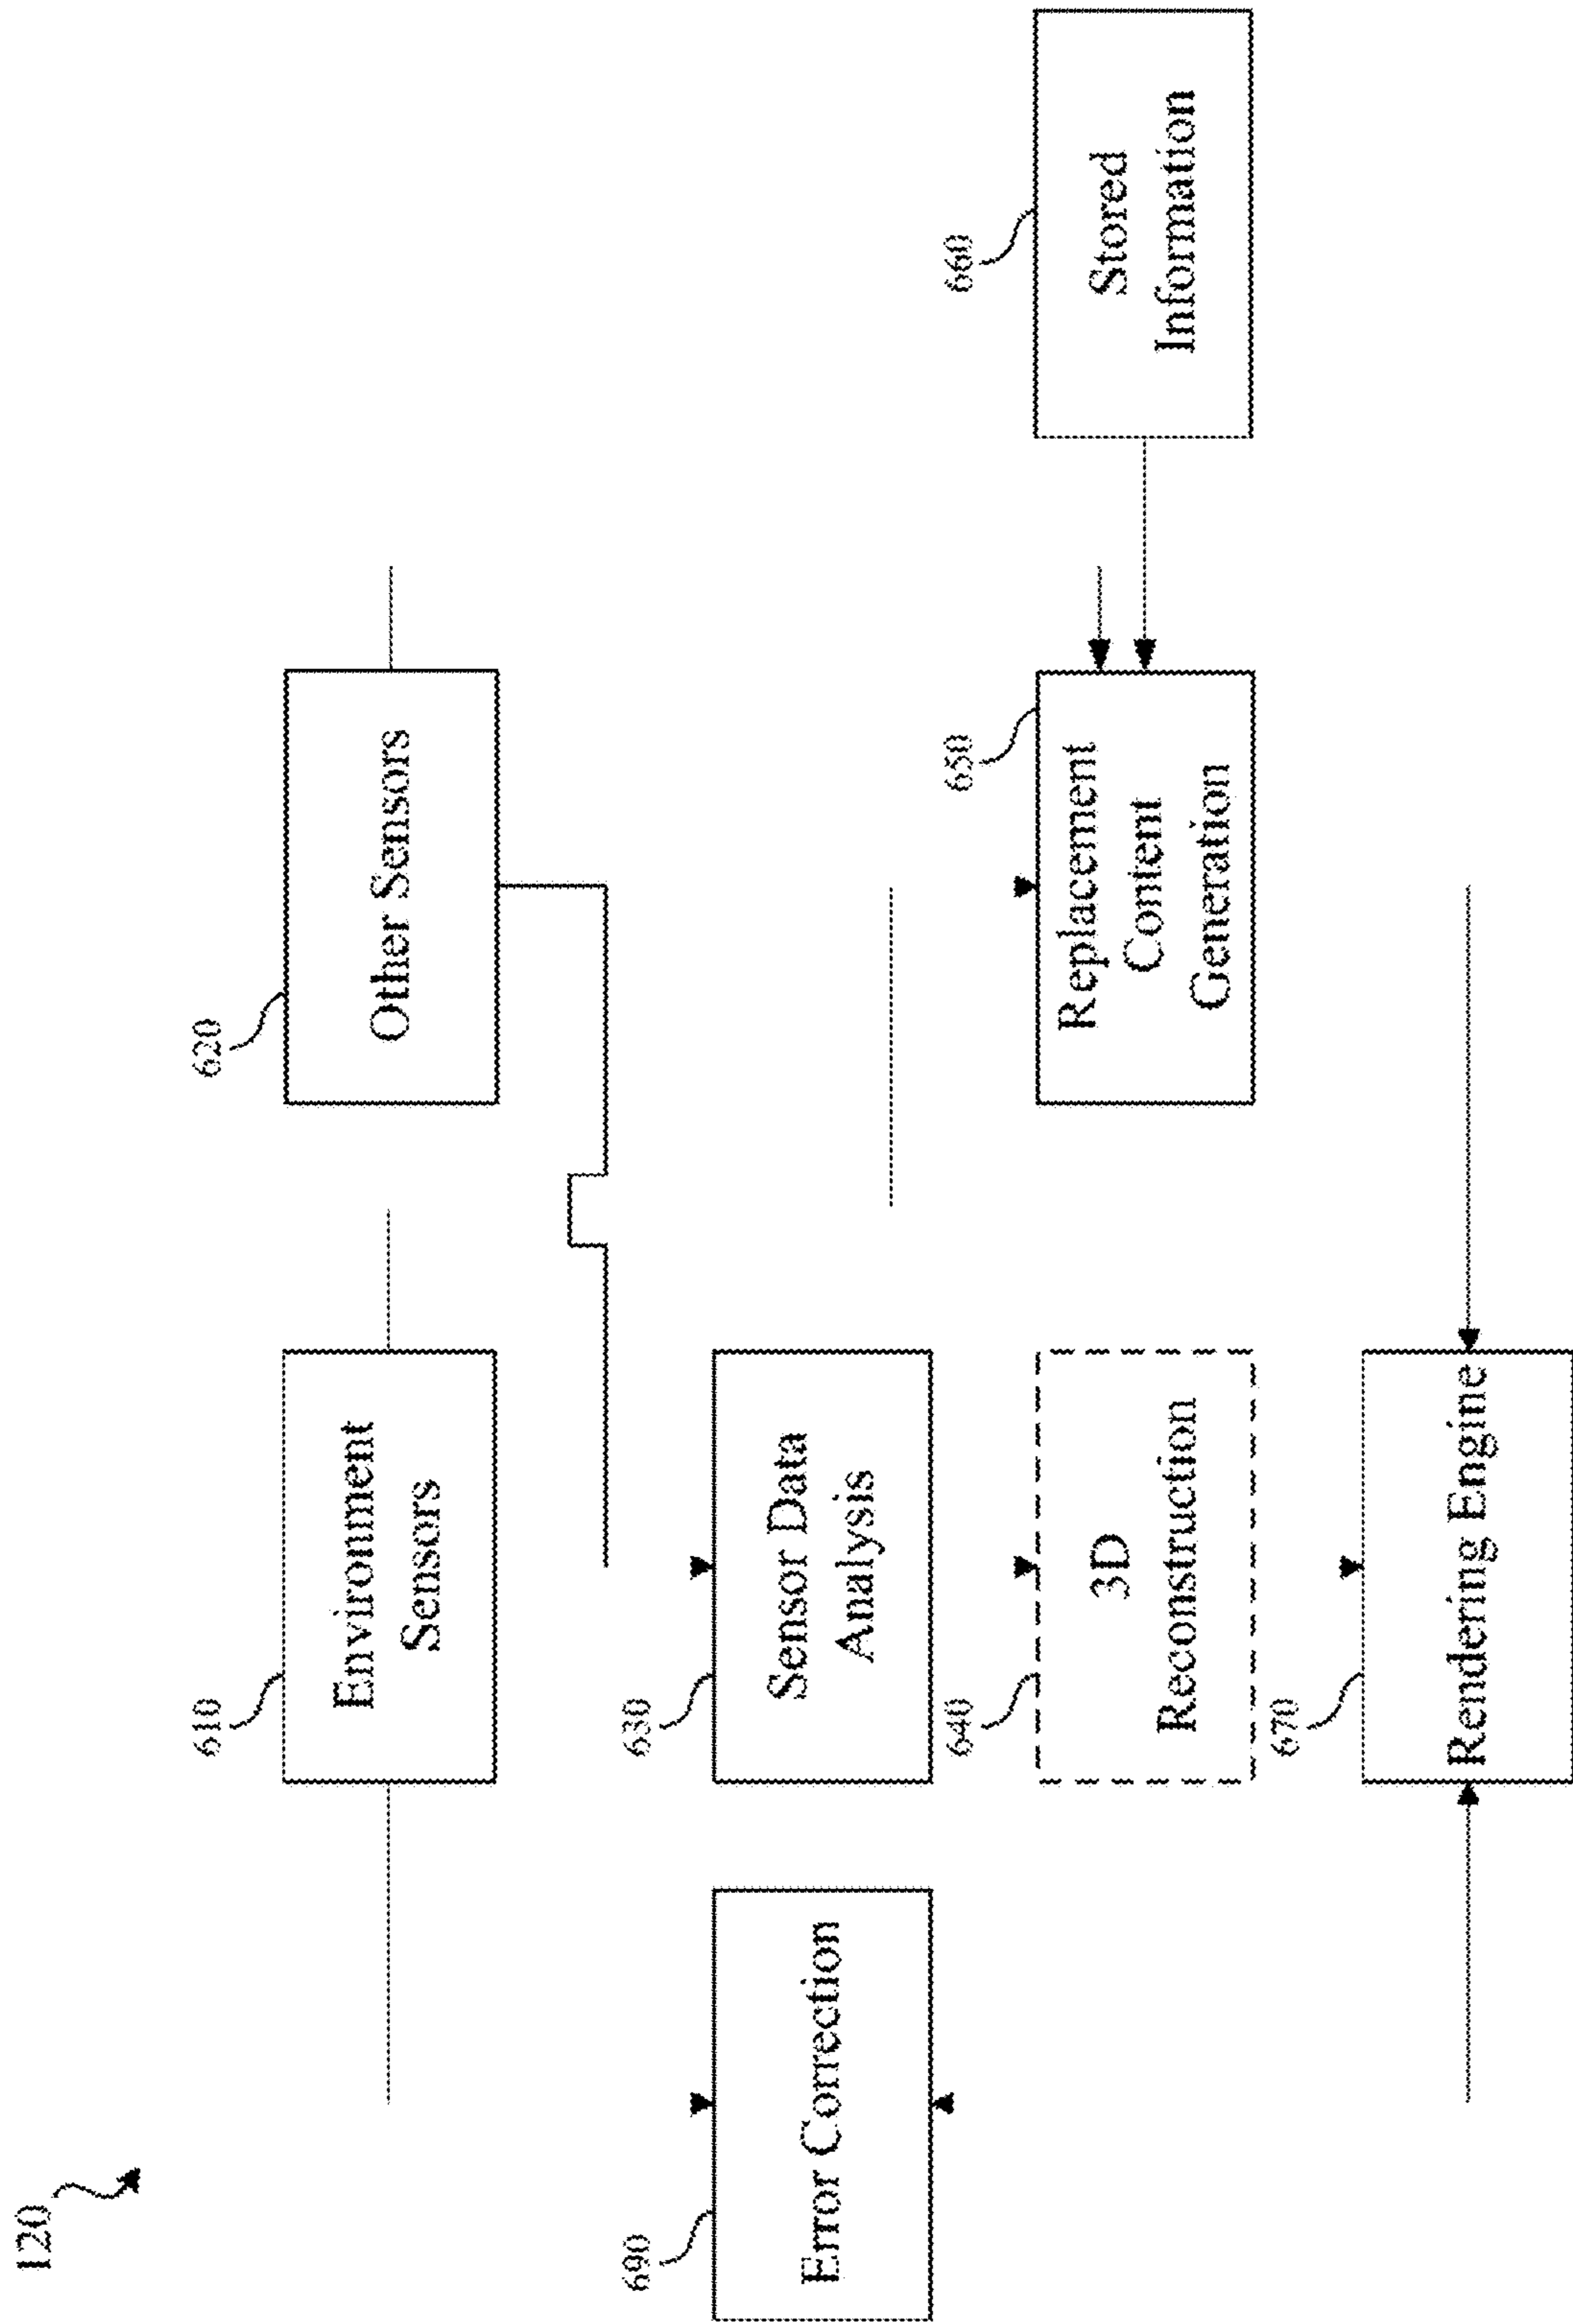 120
610
Environment
Sensors
620
Other Sensors
690
Error Correction
630
Sensor Data
Analysis
640
3D
Reconstruction
650
Replacement
Content
Generation
660
Stored
Information
670
Rendering Engine